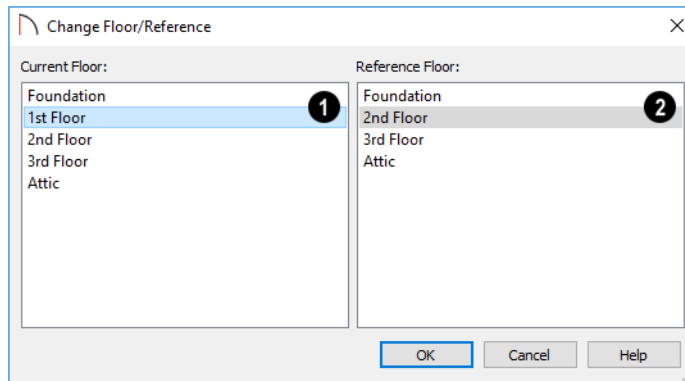 Change Floor/Reference
Current Floor:
Foundation
1st Floor
2nd Floor
3rd Floor
Attic
1
Reference Floor:
Foundation
2nd Floor
3rd Floor
Attic
2
OK
Cancel
Help